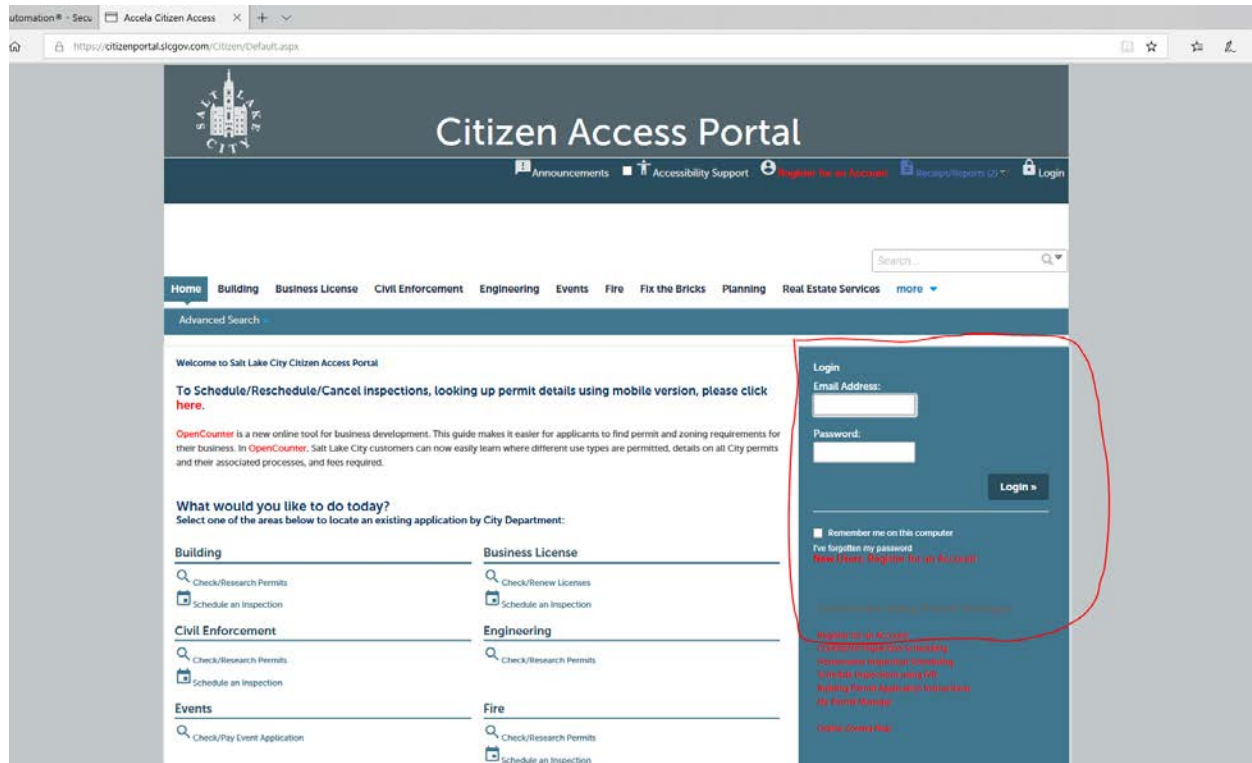 utomation® - Secu
Accela Citizen Access
https://citizenportal.slcgov.com/Citizen/Default.aspx
SALT LAKE CITY
Citizen Access Portal
Announcements Accessibility Support Register for an Account Receipt/Reports (2) Login
Search...
Home Building Business License Civil Enforcement Engineering Events Fire Fix the Bricks Planning Real Estate Services more
Advanced Search
Welcome to Salt Lake City Citizen Access Portal
To Schedule/Reschedule/Cancel inspections, looking up permit details using mobile version, please click
here.
OpenCounter is a new online tool for business development. This guide makes it easier for applicants to find permit and zoning requirements for
their business. In OpenCounter, Salt Lake City customers can now easily learn where different use types are permitted, details on all City permits
and their associated processes, and fees required.
What would you like to do today?
Select one of the areas below to locate an existing application by City Department:
Building
Check/Research Permits
Schedule an Inspection
Business License
Check/Renew Licenses
Schedule an Inspection
Civil Enforcement
Check/Research Permits
Schedule an Inspection
Engineering
Check/Research Permits
Events
Check/Pay Event Application
Fire
Check/Research Permits
Schedule an Inspection
Login
Email Address:
Password:
Login »
Remember me on this computer
I've forgotten my password
New Users: Register for an Account
Register for an Account
Building Permit Application Instructions